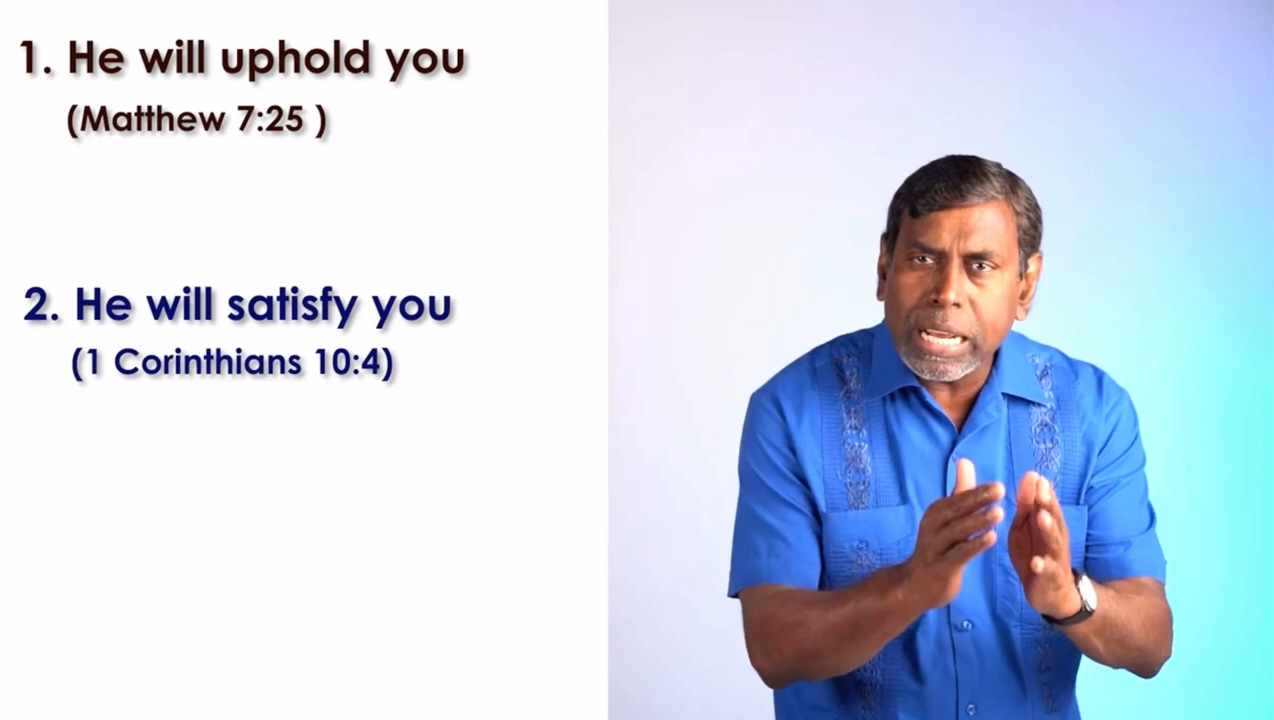 1. He will uphold you
(Matthew 7:25 )
2. He will satisfy you
(1 Corinthians 10:4)